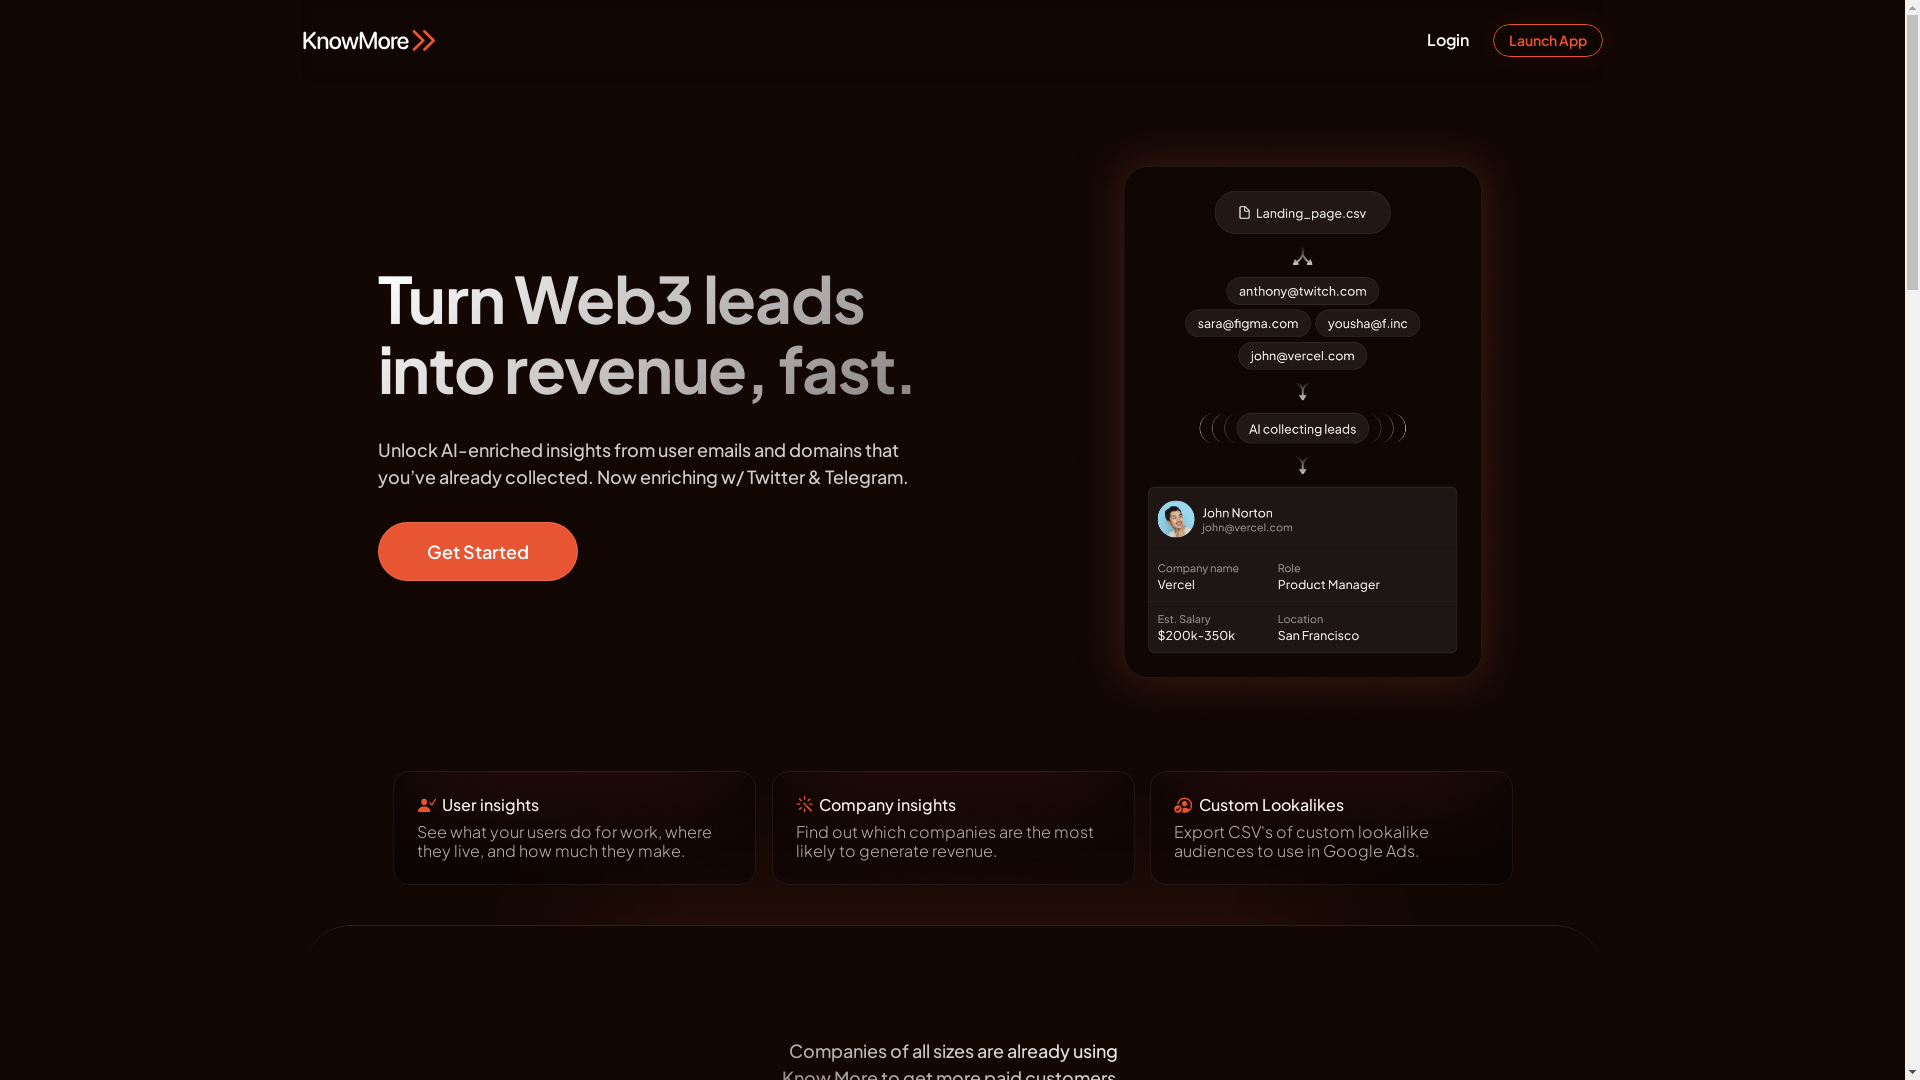 KnowMore
Login
Launch App
Turn Web3 leads
into revenue, fast.
Unlock AI-enriched insights from user emails and domains that
you've already collected. Now enriching w/ Twitter & Telegram.
Get Started
Landing_page.csv
anthony@twitch.com
sara@figma.com
yousha@f.inc
john@vercel.com
AI collecting leads
John Norton
john@vercel.com
Company name
Vercel
Role
Product Manager
Est. Salary
$200k-350k
Location
San Francisco
User insights
See what your users do for work, where
they live, and how much they make.
Company insights
Find out which companies are the most
likely to generate revenue.
Custom Lookalikes
Export CSV's of custom lookalike
audiences to use in Google Ads.
Companies of all sizes are already using
Know More to get more paid customers